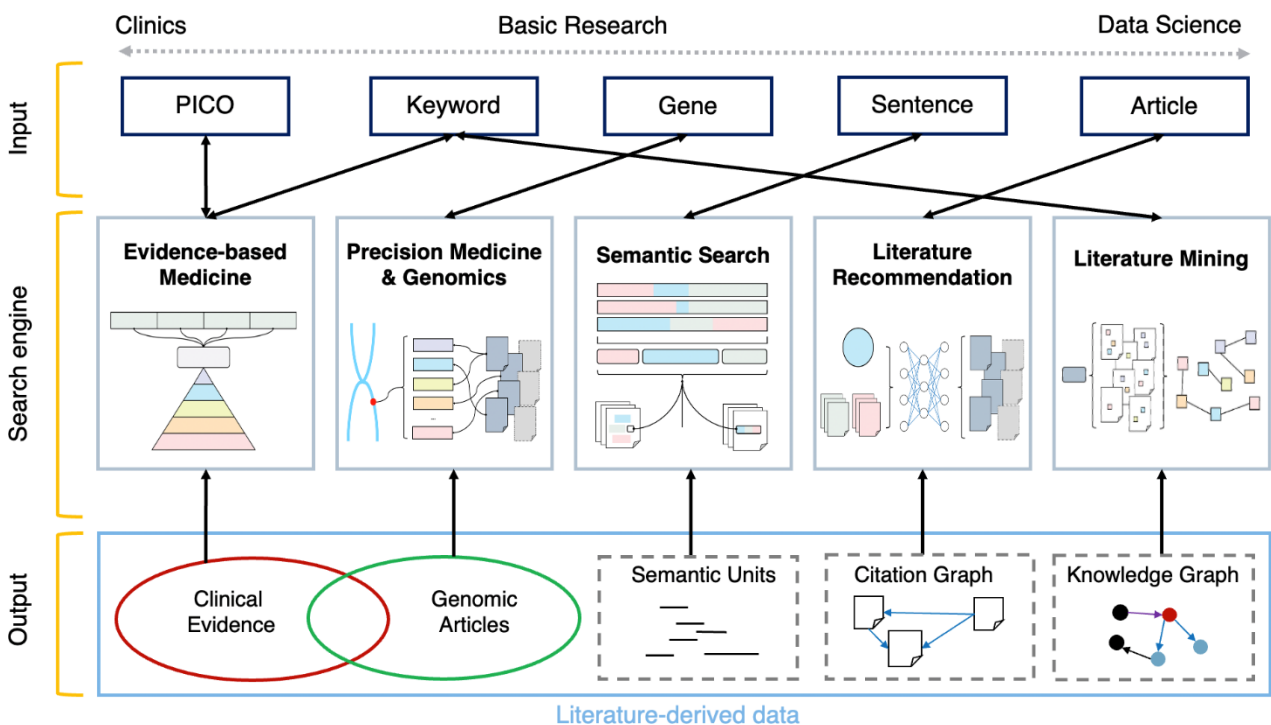 Clinics
Basic Research
Data Science
Input
PICO
Keyword
Gene
Sentence
Article
Search engine
Evidence-based
Medicine
Precision Medicine
& Genomics
...
Semantic Search
Literature
Recommendation
Literature Mining
Output
Clinical
Evidence
Genomic
Articles
Semantic Units
Citation Graph
Knowledge Graph
Literature-derived data